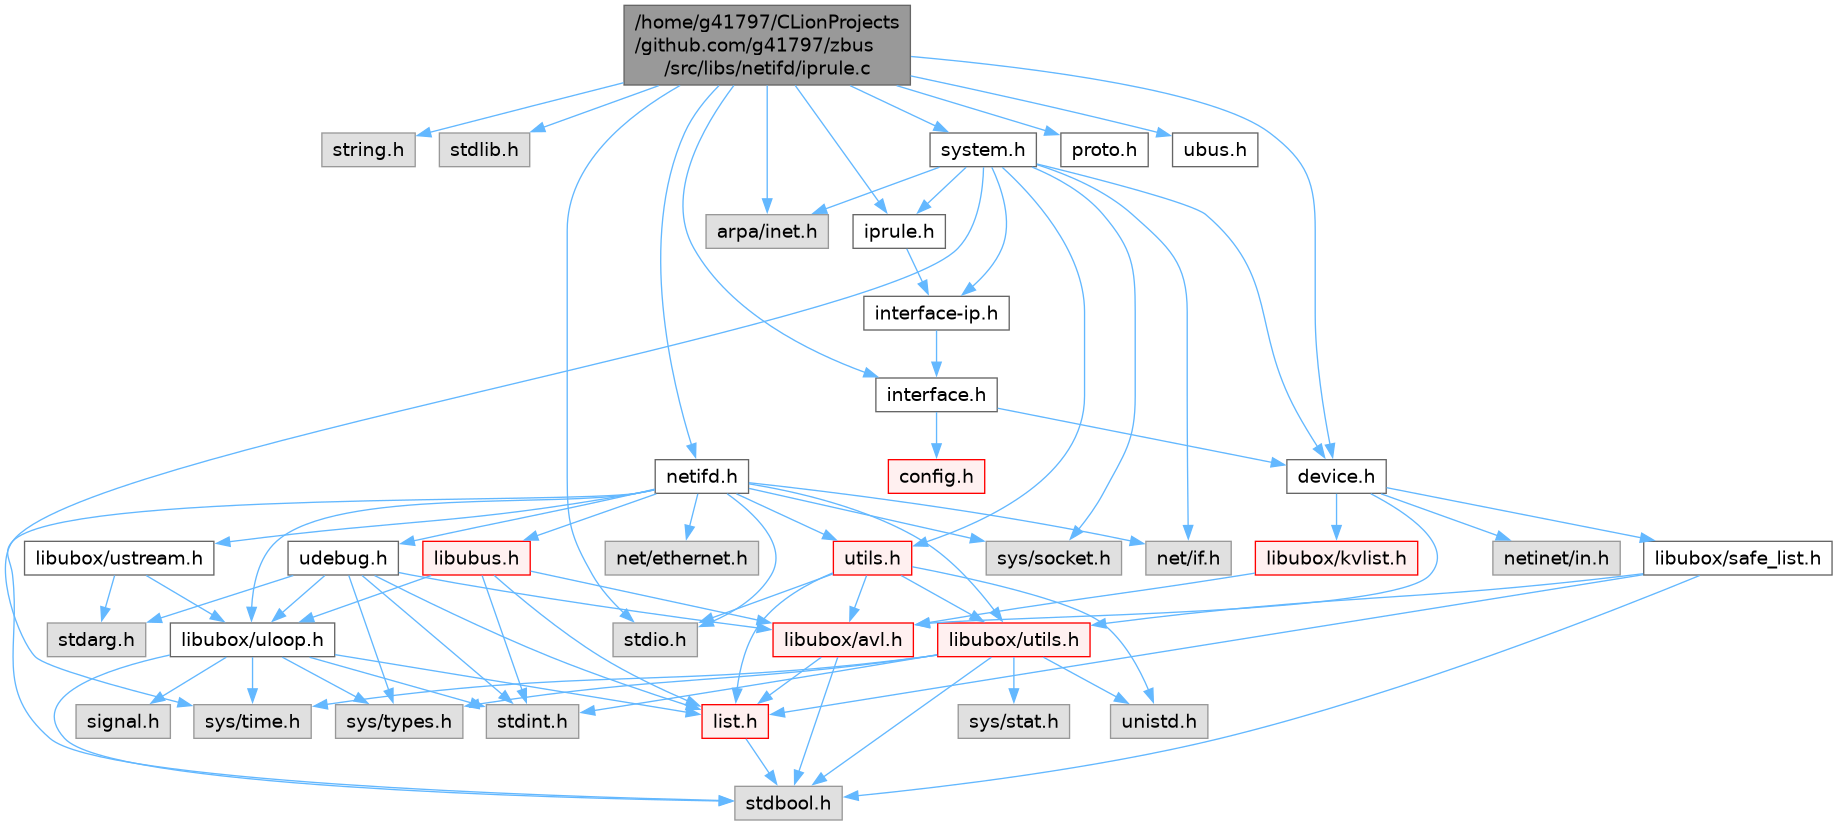 /home/g41797/CLionProjects
/github.com/g41797/zbus
/src/libs/netifd/iprule.c
string.h
stdlib.h
system.h
proto.h
ubus.h
arpa/inet.h
iprule.h
interface-ip.h
interface.h
netifd.h
config.h
device.h
libubox/ustream.h
udebug.h
libubus.h
net/ethernet.h
utils.h
sys/socket.h
net/if.h
libubox/kvlist.h
netinet/in.h
libubox/safe_list.h
stdarg.h
libubox/uloop.h
stdio.h
libubox/avl.h
libubox/utils.h
signal.h
sys/time.h
sys/types.h
stdint.h
list.h
sys/stat.h
unistd.h
stdbool.h